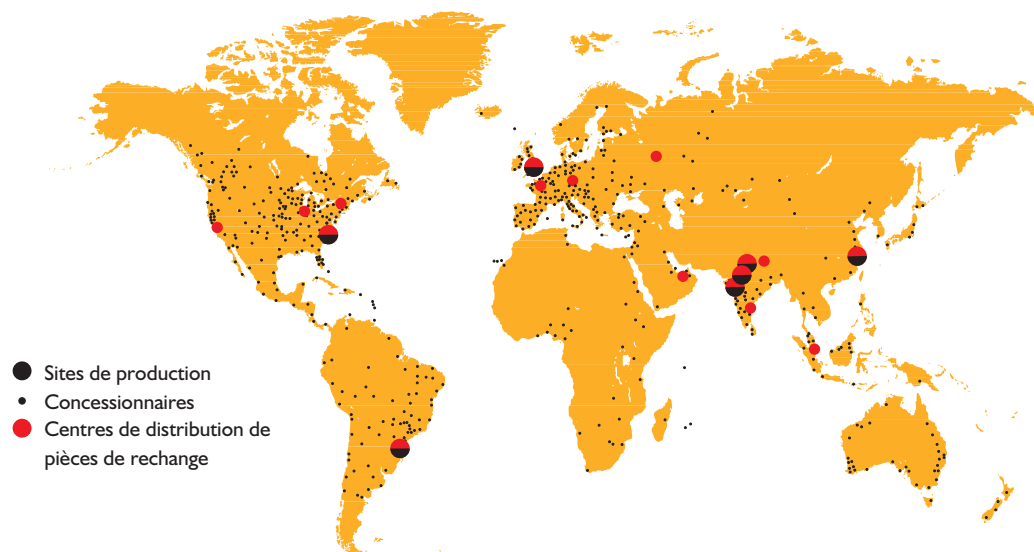 Sites de production
Concessionnaires
Centres de distribution de
pièces de rechange